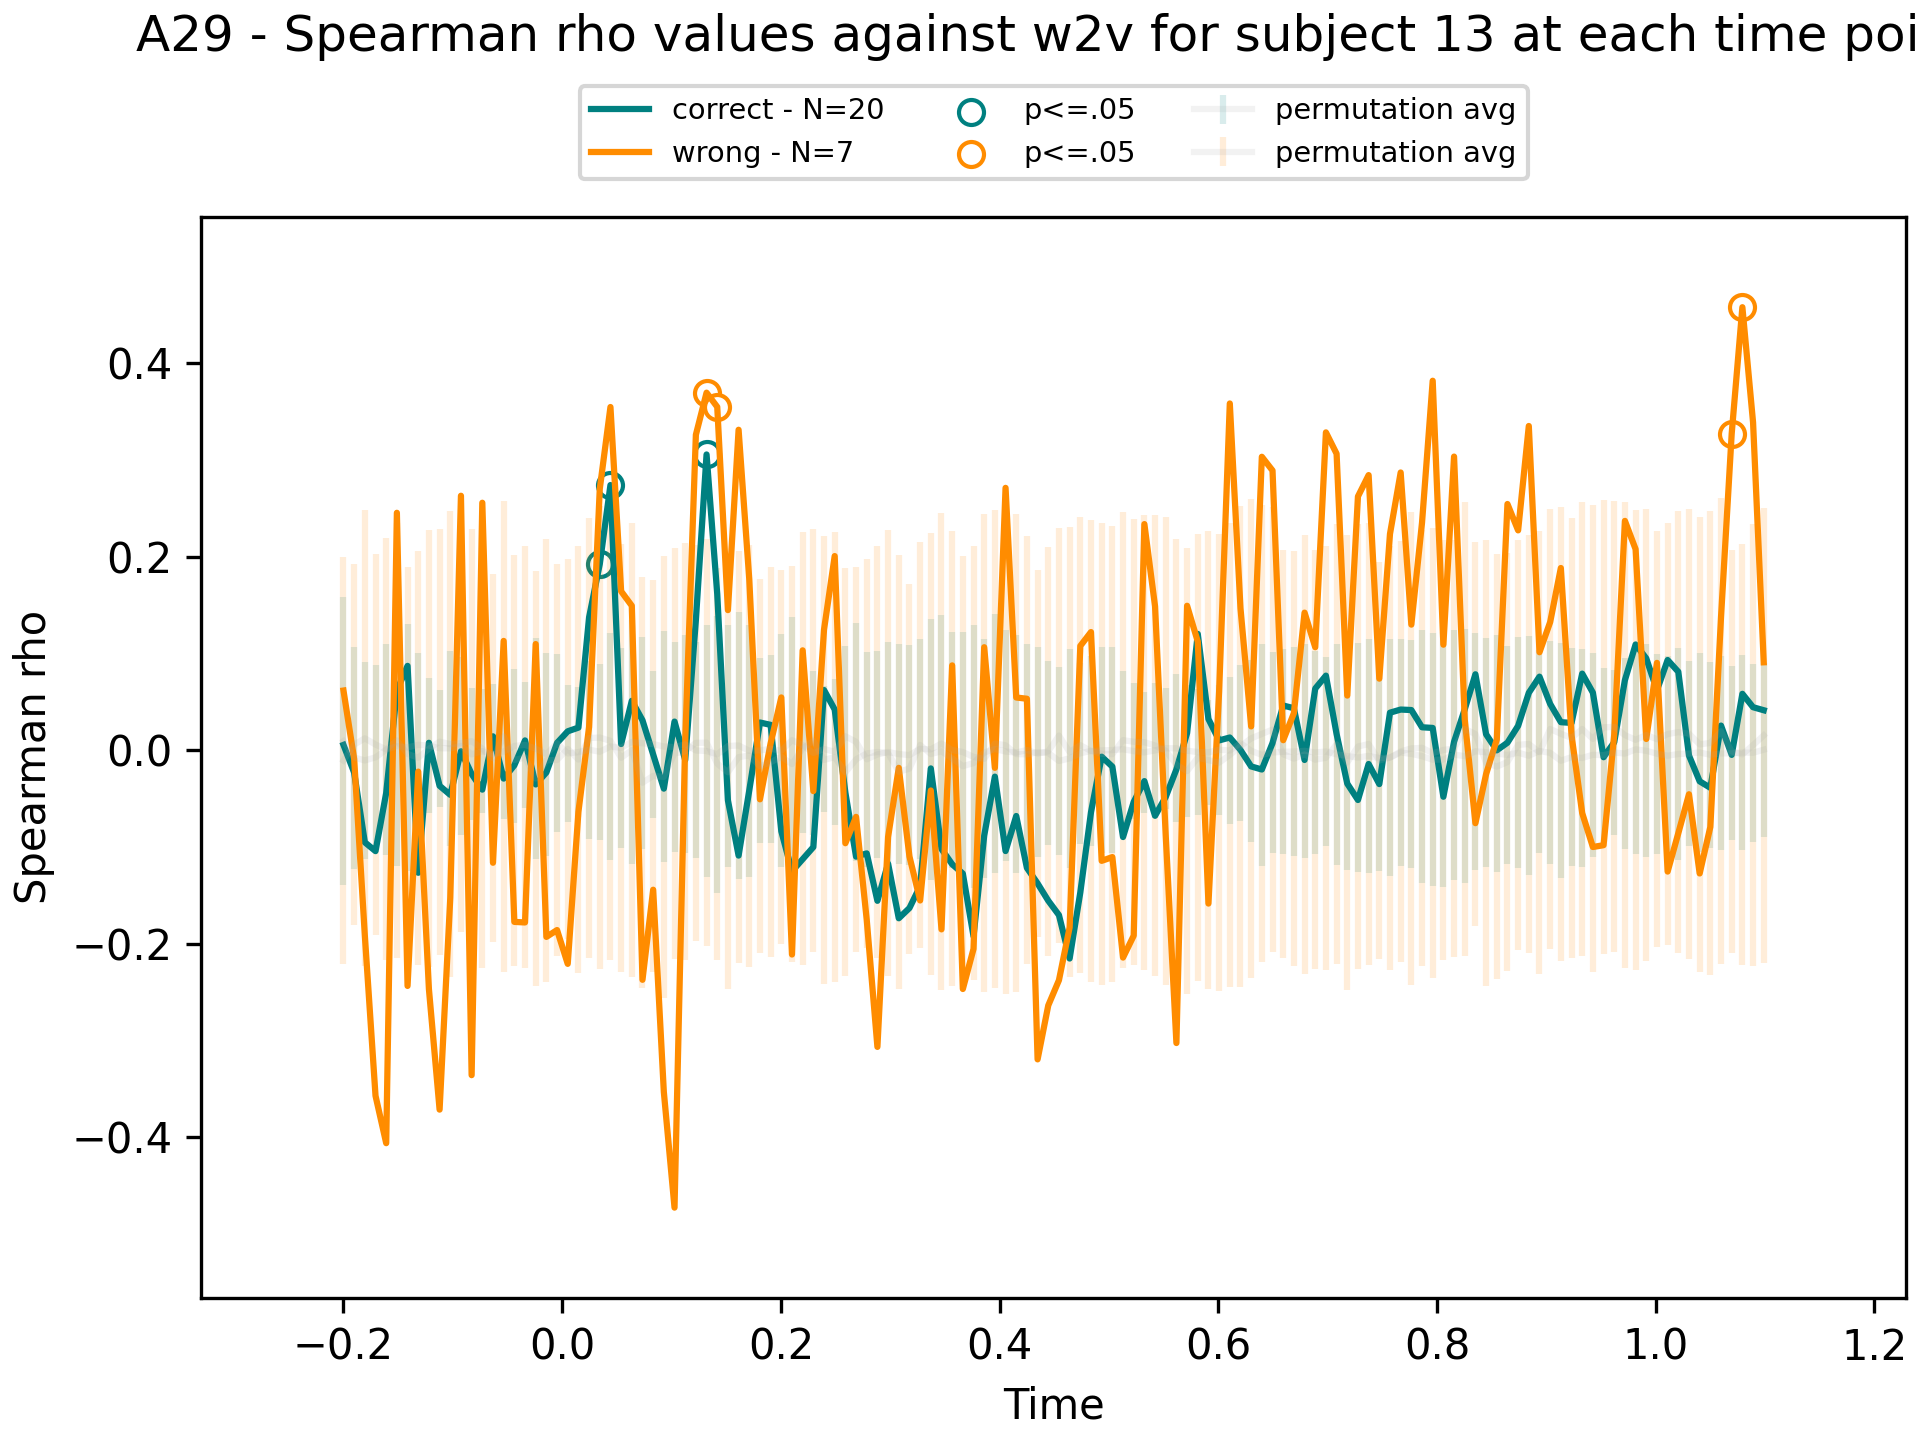 A29 - Spearman rho values against w2v for subject 13 at each time poi
correct - N=20
wrong - N=7
p<=.05
p<=.05
permutation avg
permutation avg
Spearman rho
0.4
0.2
0.0
−0.2
−0.4
−0.2 0.0 0.2 0.4 0.6 0.8 1.0 1.2
Time